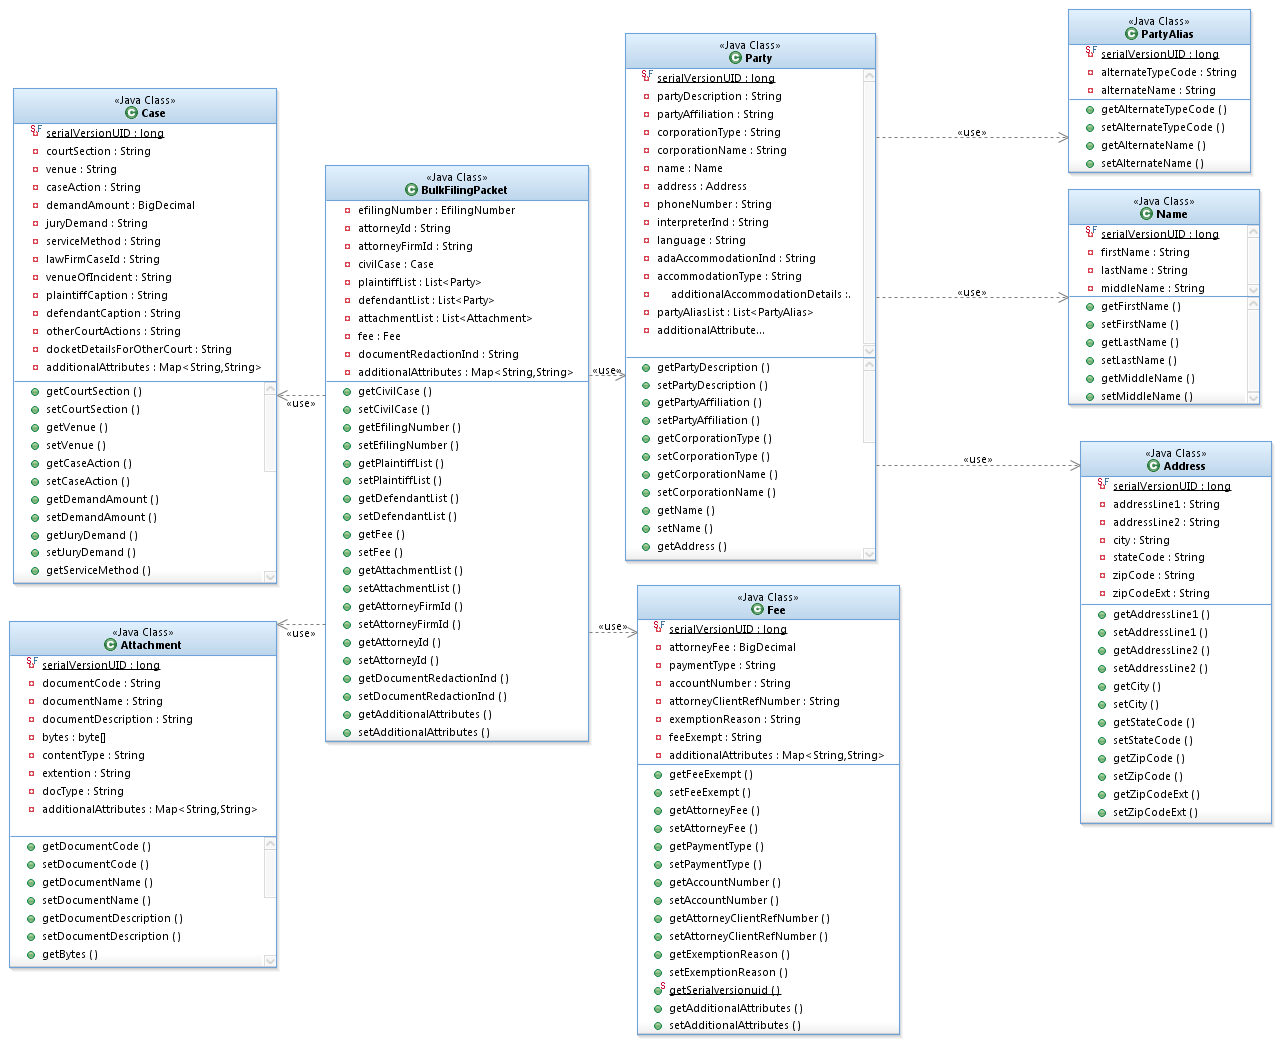 «Java Class»
Case
serialVersionUID : long
courtSection : String
venue : String
caseAction : String
demandAmount : BigDecimal
juryDemand : String
serviceMethod : String
lawFirmCaseId : String
venueOfIncident : String
plaintiffCaption : String
defendantCaption : String
otherCourtActions : String
docketDetailsForOtherCourt : String
additionalAttributes : Map<String,String>
getCourtSection ( )
setCourtSection ( )
getVenue ( )
setVenue ( )
getCaseAction ( )
setCaseAction ( )
getDemandAmount ( )
setDemandAmount ( )
getJuryDemand ( )
setJuryDemand ( )
getServiceMethod ( )
«Java Class»
Attachment
serialVersionUID : long
documentCode : String
documentName : String
documentDescription : String
bytes : byte[]
contentType : String
extention : String
docType : String
additionalAttributes : Map<String,String>
getDocumentCode ( )
setDocumentCode ( )
getDocumentName ( )
setDocumentName ( )
getDocumentDescription ( )
setDocumentDescription ( )
getBytes ( )
«use»
«use»
«Java Class»
BulkFilingPacket
efilingNumber : EfilingNumber
attorneyId : String
attorneyFirmId : String
civilCase : Case
plaintiffList : List<Party>
defendantList : List<Party>
attachmentList : List<Attachment>
fee : Fee
documentRedactionInd : String
additionalAttributes : Map<String,String>
getCivilCase ( )
setCivilCase ( )
getEfilingNumber ( )
setEfilingNumber ( )
getPlaintiffList ( )
setPlaintiffList ( )
getDefendantList ( )
setDefendantList ( )
getFee ( )
setFee ( )
getAttachmentList ( )
setAttachmentList ( )
getAttorneyFirmId ( )
setAttorneyFirmId ( )
getAttorneyId ( )
setAttorneyId ( )
getDocumentRedactionInd ( )
setDocumentRedactionInd ( )
getAdditionalAttributes ( )
setAdditionalAttributes ( )
«use»
«use»
«Java Class»
Party
serialVersionUID : long
partyDescription : String
partyAffiliation : String
corporationType : String
corporationName : String
name : Name
address : Address
phoneNumber : String
interpreterInd : String
language : String
adaAccommodationInd : String
accommodationType : String
additionalAccommodationDetails :.
partyAliasList : List<PartyAlias>
additionalAttribute...
getPartyDescription ( )
setPartyDescription ( )
getPartyAffiliation ( )
setPartyAffiliation ( )
getCorporationType ( )
setCorporationType ( )
getCorporationName ( )
setCorporationName ( )
getName ( )
setName ( )
getAddress ( )
«Java Class»
Fee
serialVersionUID : long
attorneyFee : BigDecimal
paymentType : String
accountNumber : String
attorneyClientRefNumber : String
exemptionReason : String
feeExempt : String
additionalAttributes : Map<String,String>
getFeeExempt ( )
setFeeExempt ( )
getAttorneyFee ( )
setAttorneyFee ( )
getPaymentType ( )
setPaymentType ( )
getAccountNumber ( )
setAccountNumber ( )
getAttorneyClientRefNumber ( )
setAttorneyClientRefNumber ( )
getExemptionReason ( )
setExemptionReason ( )
getSerialversionuid ( )
getAdditionalAttributes ( )
setAdditionalAttributes ( )
«use»
«use»
«use»
«Java Class»
PartyAlias
serialVersionUID : long
alternateTypeCode : String
alternateName : String
getAlternateTypeCode ( )
setAlternateTypeCode ( )
getAlternateName ( )
setAlternateName ( )
«Java Class»
Name
serialVersionUID : long
firstName : String
lastName : String
middleName : String
getFirstName ( )
setFirstName ( )
getLastName ( )
setLastName ( )
getMiddleName ( )
setMiddleName ( )
«Java Class»
Address
serialVersionUID : long
addressLine1 : String
addressLine2 : String
city : String
stateCode : String
zipCode : String
zipCodeExt : String
getAddressLine1 ( )
setAddressLine1 ( )
getAddressLine2 ( )
setAddressLine2 ( )
getCity ( )
setCity ( )
getStateCode ( )
setStateCode ( )
getZipCode ( )
setZipCode ( )
getZipCodeExt ( )
setZipCodeExt ( )